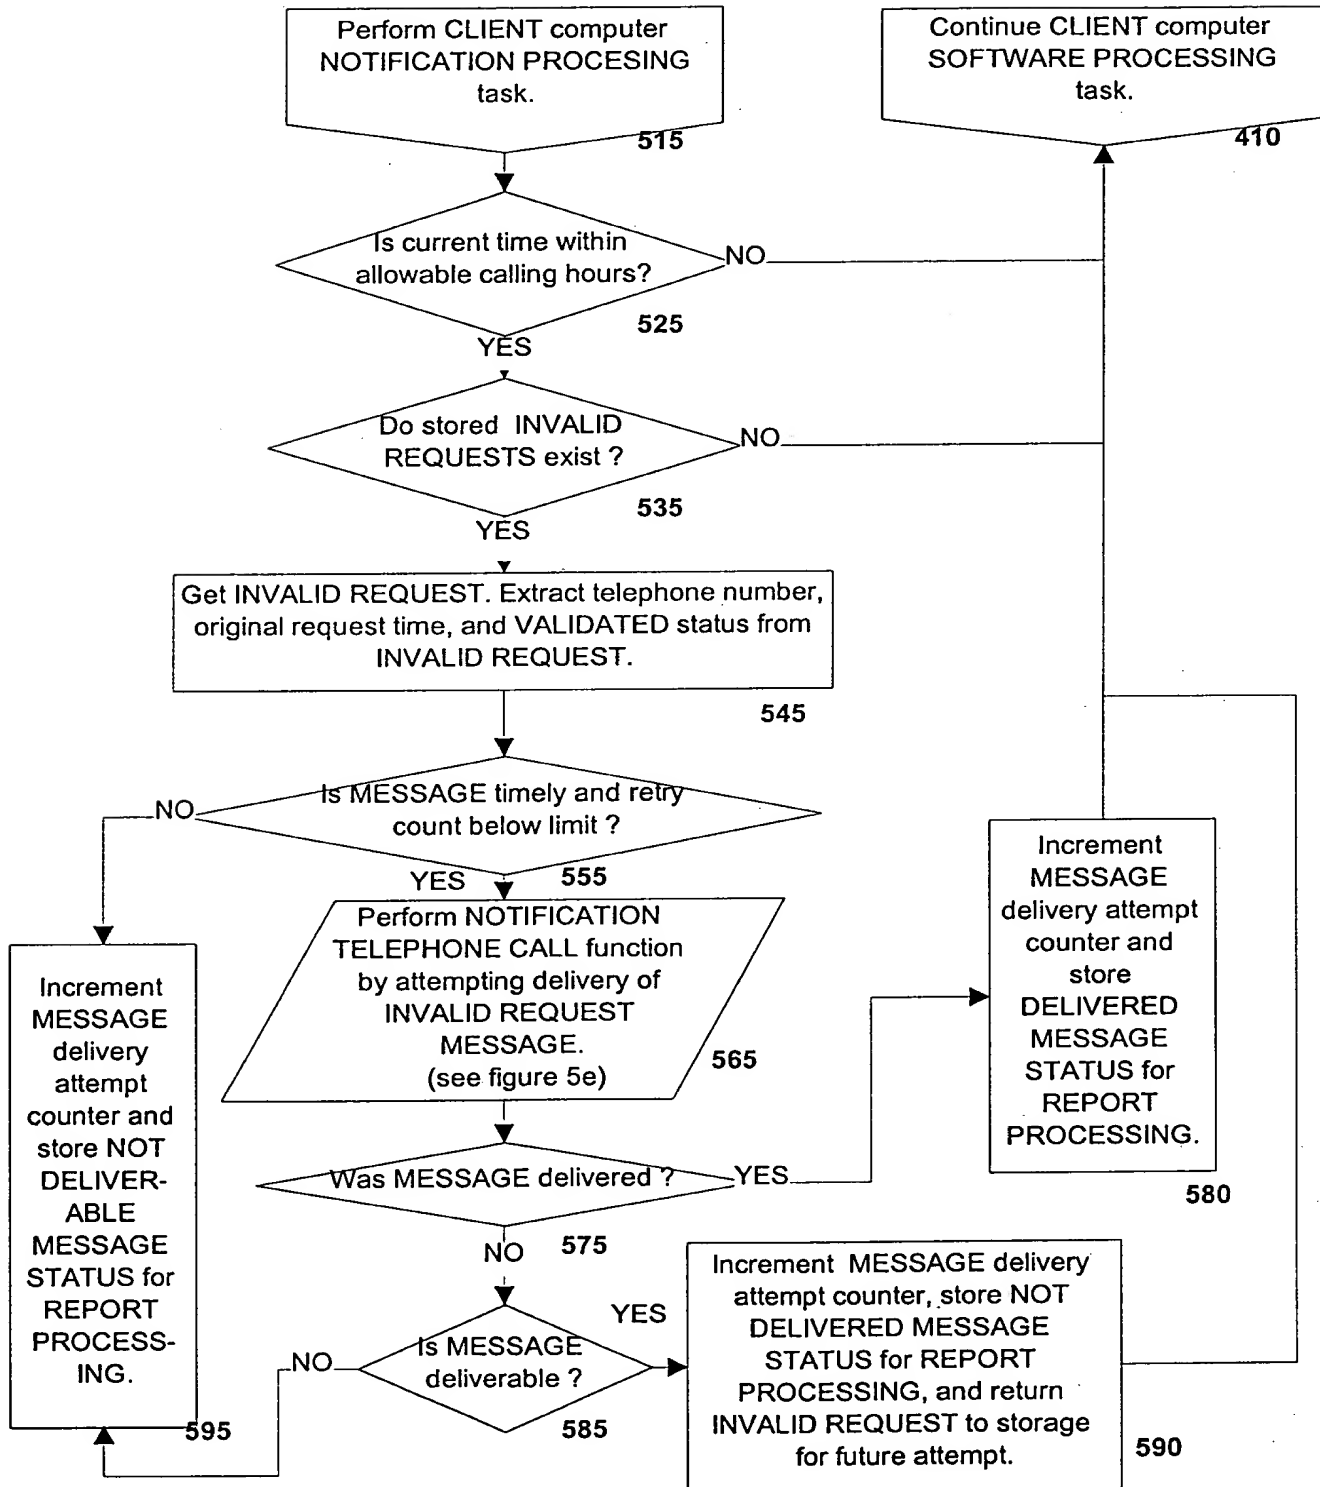 Perform CLIENT computer
NOTIFICATION PROCESING
task.
515
Continue CLIENT computer
SOFTWARE PROCESSING
task.
410
Is current time within
allowable calling hours?
NO
525
YES
Do stored INVALID
REQUESTS exist ?
NO
535
YES
Get INVALID REQUEST. Extract telephone number,
original request time, and VALIDATED status from
INVALID REQUEST.
545
Is MESSAGE timely and retry
count below limit ?
NO
555
YES
Perform NOTIFICATION
TELEPHONE CALL function
by attempting delivery of
INVALID REQUEST
MESSAGE.
(see figure 5e)
565
Increment
MESSAGE
delivery attempt
counter and
store
DELIVERED
MESSAGE
STATUS for
REPORT
PROCESSING.
580
Increment
MESSAGE
delivery
attempt
counter and
store NOT
DELIVER-
ABLE
MESSAGE
STATUS for
REPORT
PROCESS-
ING.
595
Was MESSAGE delivered ?
YES
575
NO
Is MESSAGE
deliverable ?
YES
NO
585
Increment MESSAGE delivery
attempt counter, store NOT
DELIVERED MESSAGE
STATUS for REPORT
PROCESSING, and return
INVALID REQUEST to storage
for future attempt.
590